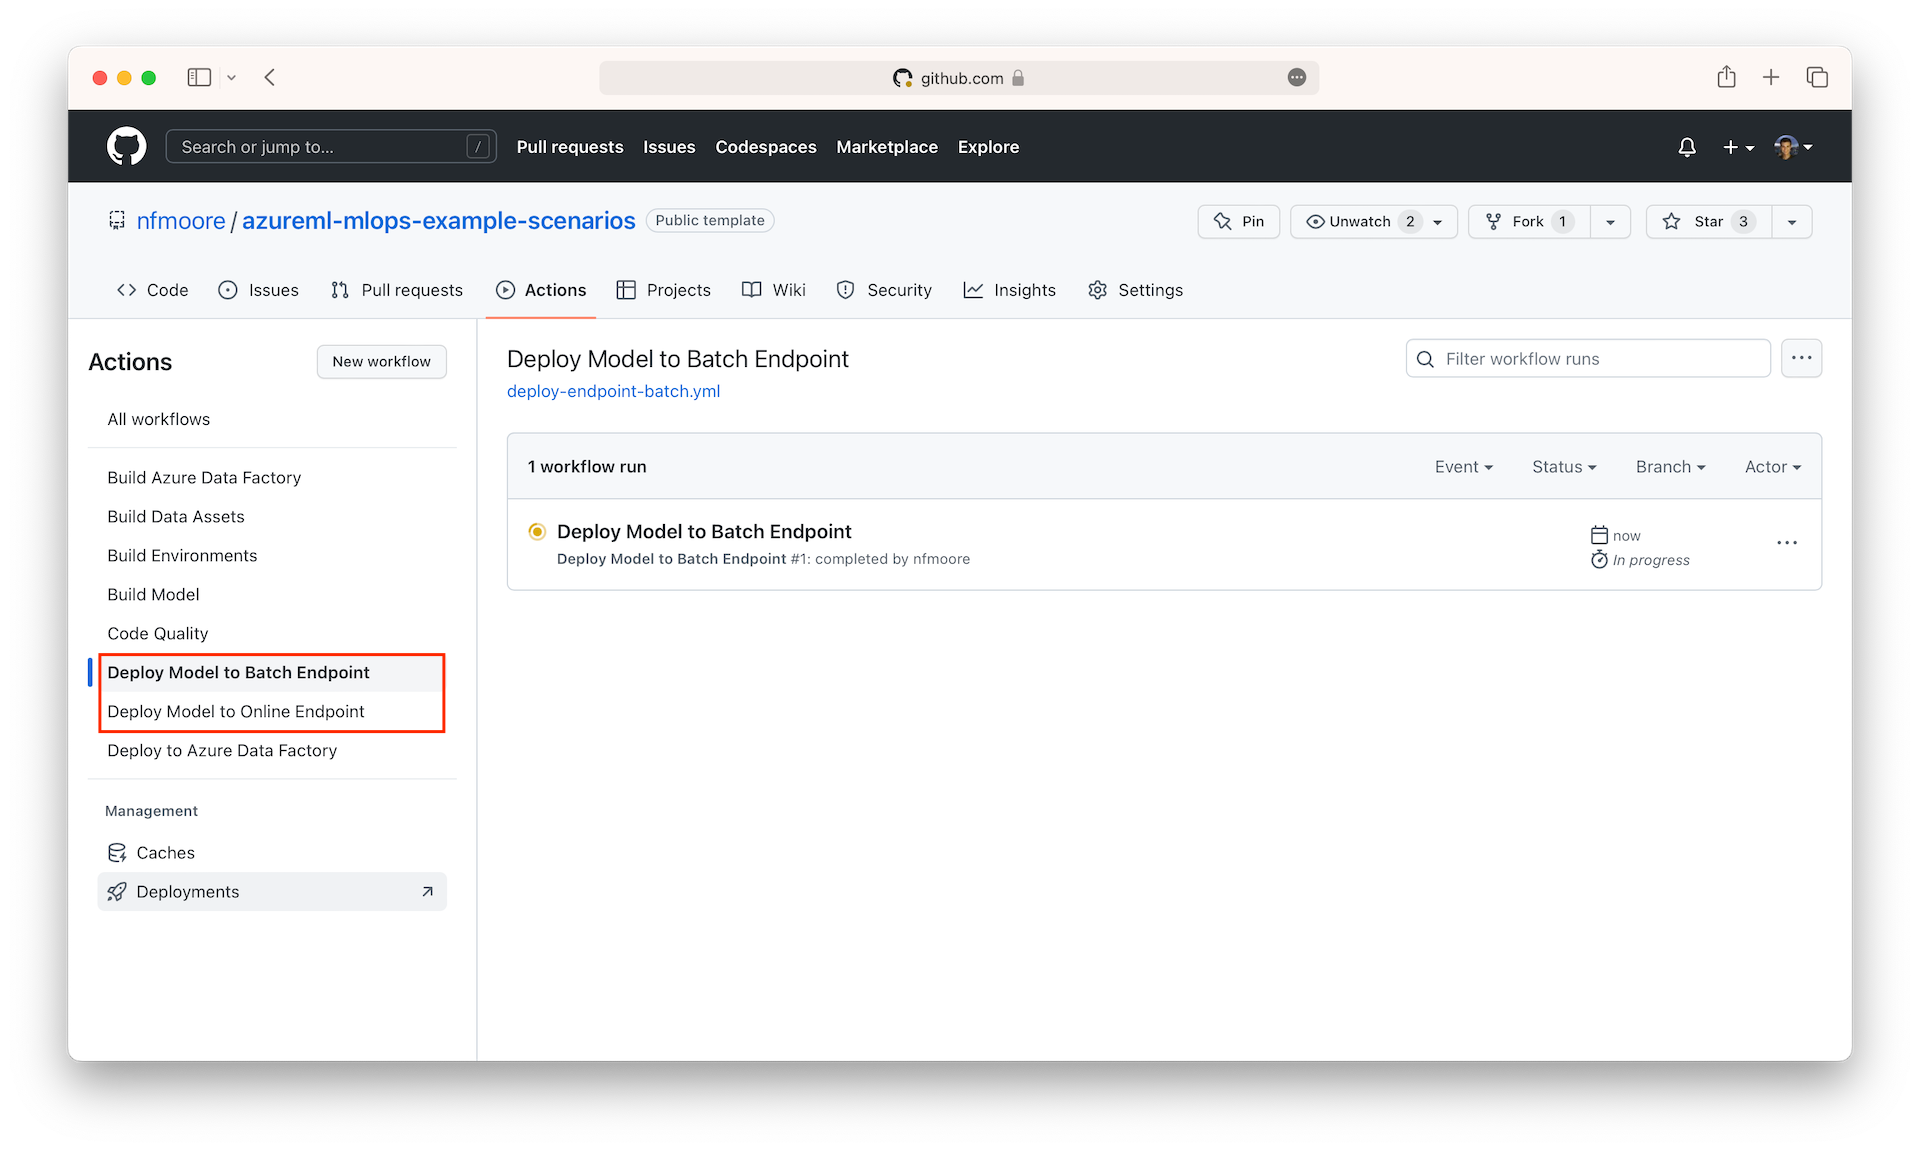 github.com
Search or jump to... /
Pull requests Issues Codespaces Marketplace Explore
nfmoore / azureml-mlops-example-scenarios Public template
Pin Unwatch 2 Fork 1 Star 3
Code Issues Pull requests Actions Projects Wiki Security Insights Settings
Actions New workflow
All workflows
Build Azure Data Factory
Build Data Assets
Build Environments
Build Model
Code Quality
Deploy Model to Batch Endpoint
Deploy Model to Online Endpoint
Deploy to Azure Data Factory
Management
Caches
Deployments
Deploy Model to Batch Endpoint
Filter workflow runs
deploy-endpoint-batch.yml
1 workflow run
Event Status Branch Actor
Deploy Model to Batch Endpoint
Deploy Model to Batch Endpoint #1: completed by nfmoore
now
In progress